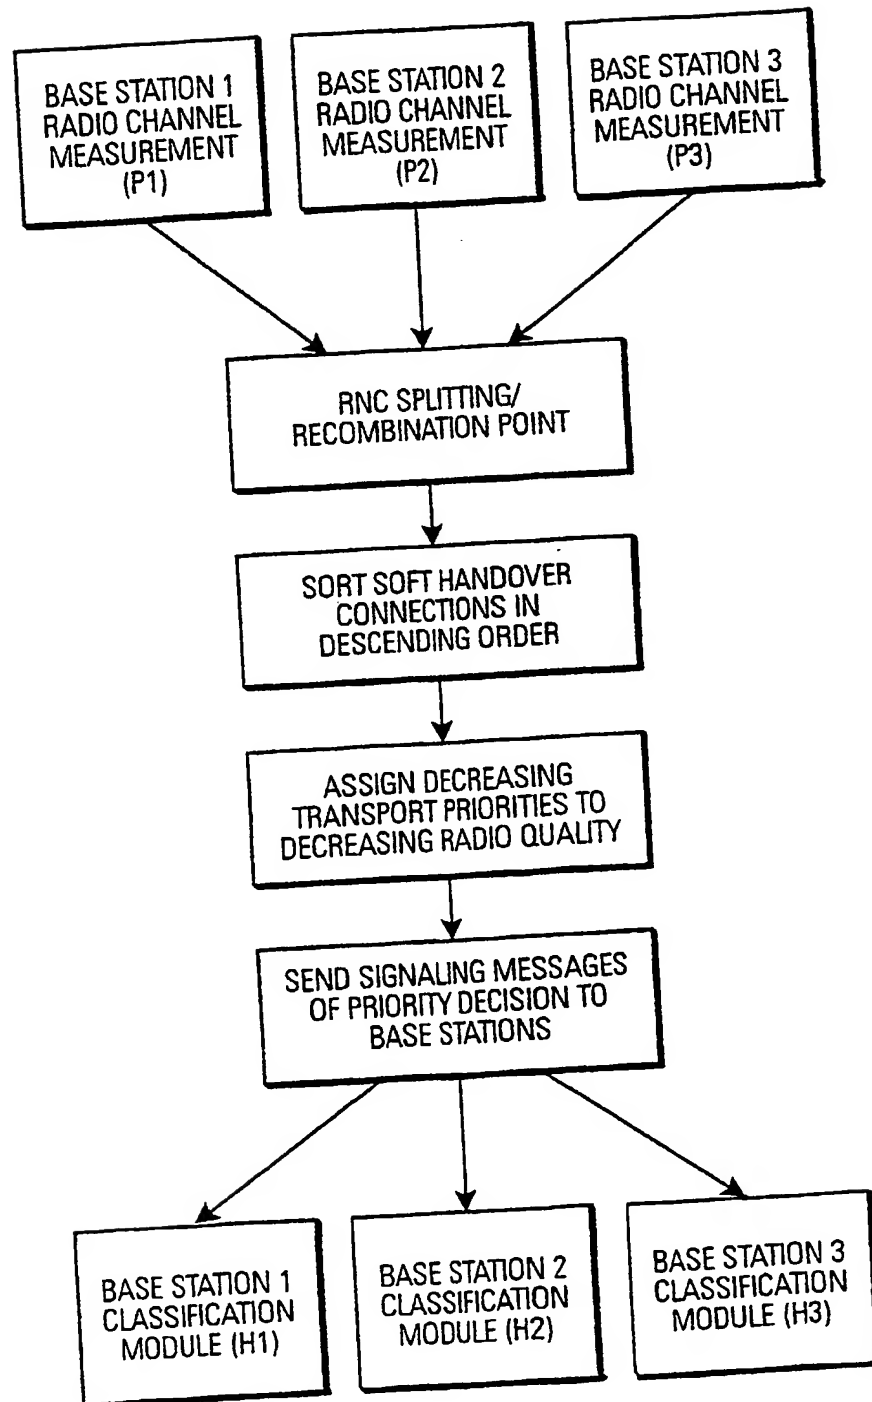 BASE STATION 1
RADIO CHANNEL
MEASUREMENT
(P1)
BASE STATION 2
RADIO CHANNEL
MEASUREMENT
(P2)
BASE STATION 3
RADIO CHANNEL
MEASUREMENT
(P3)
RNC SPLITTING/
RECOMBINATION POINT
SORT SOFT HANDOVER
CONNECTIONS IN
DESCENDING ORDER
ASSIGN DECREASING
TRANSPORT PRIORITIES TO
DECREASING RADIO QUALITY
SEND SIGNALING MESSAGES
OF PRIORITY DECISION TO
BASE STATIONS
BASE STATION 1
CLASSIFICATION
MODULE (H1)
BASE STATION 2
CLASSIFICATION
MODULE (H2)
BASE STATION 3
CLASSIFICATION
MODULE (H3)